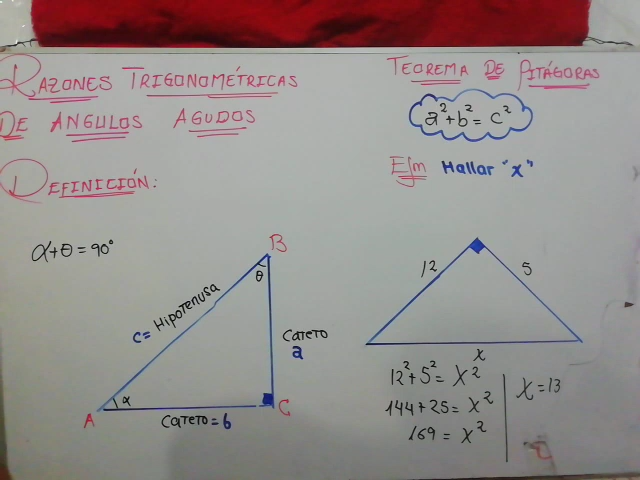 RAZONES TRIGONOMÉTRICAS
DE ANGULOS AGUDOS
DEFINICIÓN:
α+θ=90°
B
θ
c= Hipotenusa
Cateto
a
α
A
Cateto=b
C
TEOREMA DE PITÁGORAS
a²+b²=c²
Ejm Hallar "x"
12
5
x
12²+5²=X²
144+25=X²
169=X²
X=13